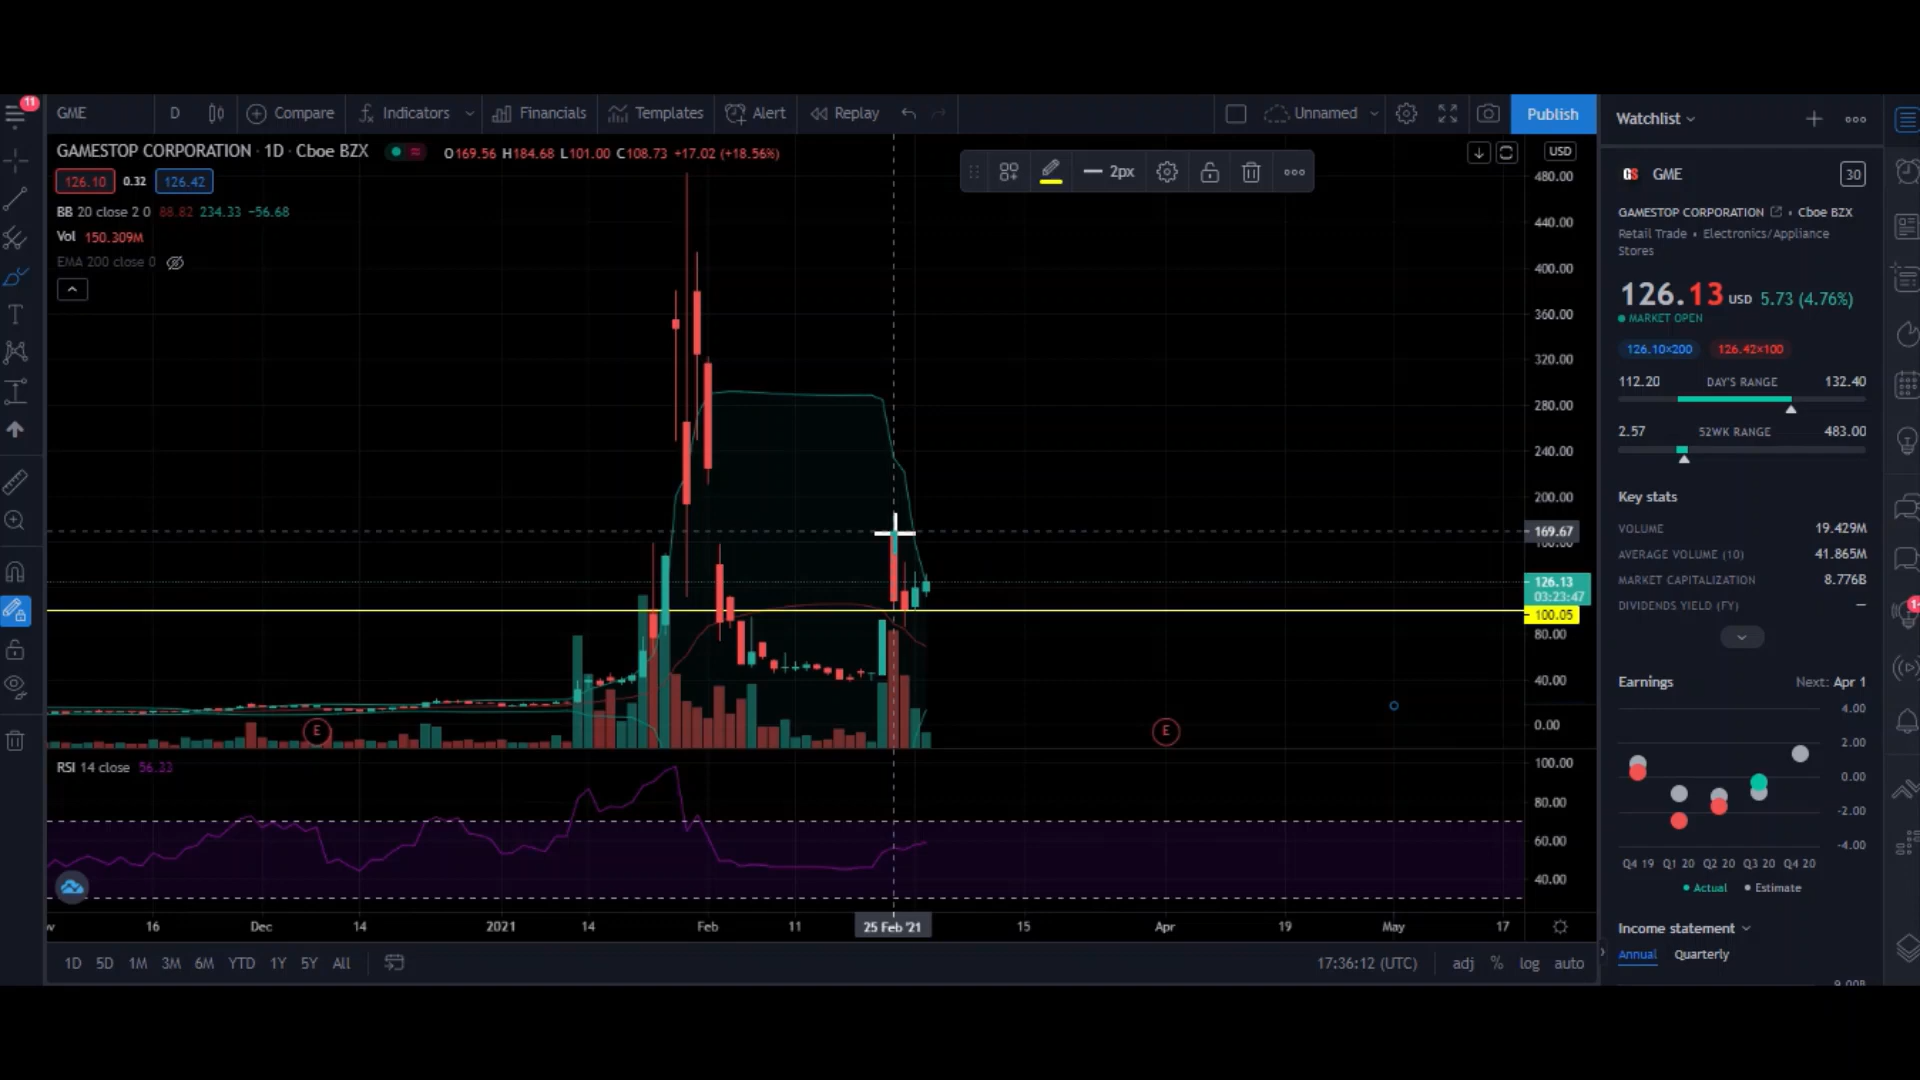 11
GME D Compare Indicators Financials Templates Alert Replay Unnamed Publish
GAMESTOP CORPORATION · 1D · Cboe BZX O169.56 H184.68 L101.00 C108.73 +17.02 (+18.56%)
126.10 0.32 126.42
BB 20 close 2 0 88.82 234.33 −56.68
Vol 150.309M
EMA 200 close 0
2px
USD
480.00
440.00
400.00
360.00
320.00
280.00
240.00
200.00
169.67
160.00
126.13
03:23:47
100.05
80.00
40.00
0.00
E E
RSI 14 close 56.33
100.00
80.00
60.00
40.00
16 Dec 14 2021 14 Feb 11 25 Feb '21 15 Apr 19 May 17
1D 5D 1M 3M 6M YTD 1Y 5Y All 17:36:12 (UTC) adj % log auto
Watchlist
GME 30
GAMESTOP CORPORATION • Cboe BZX
Retail Trade • Electronics/Appliance
Stores
126.13 USD 5.73 (4.76%)
MARKET OPEN
126.10×200 126.42×100
112.20 DAY'S RANGE 132.40
2.57 52WK RANGE 483.00
Key stats
VOLUME 19.429M
AVERAGE VOLUME (10) 41.865M
MARKET CAPITALIZATION 8.776B
DIVIDENDS YIELD (FY) —
Earnings Next: Apr 1
4.00
2.00
0.00
-2.00
-4.00
Q4 19 Q1 20 Q2 20 Q3 20 Q4 20
• Actual • Estimate
Income statement
Annual Quarterly